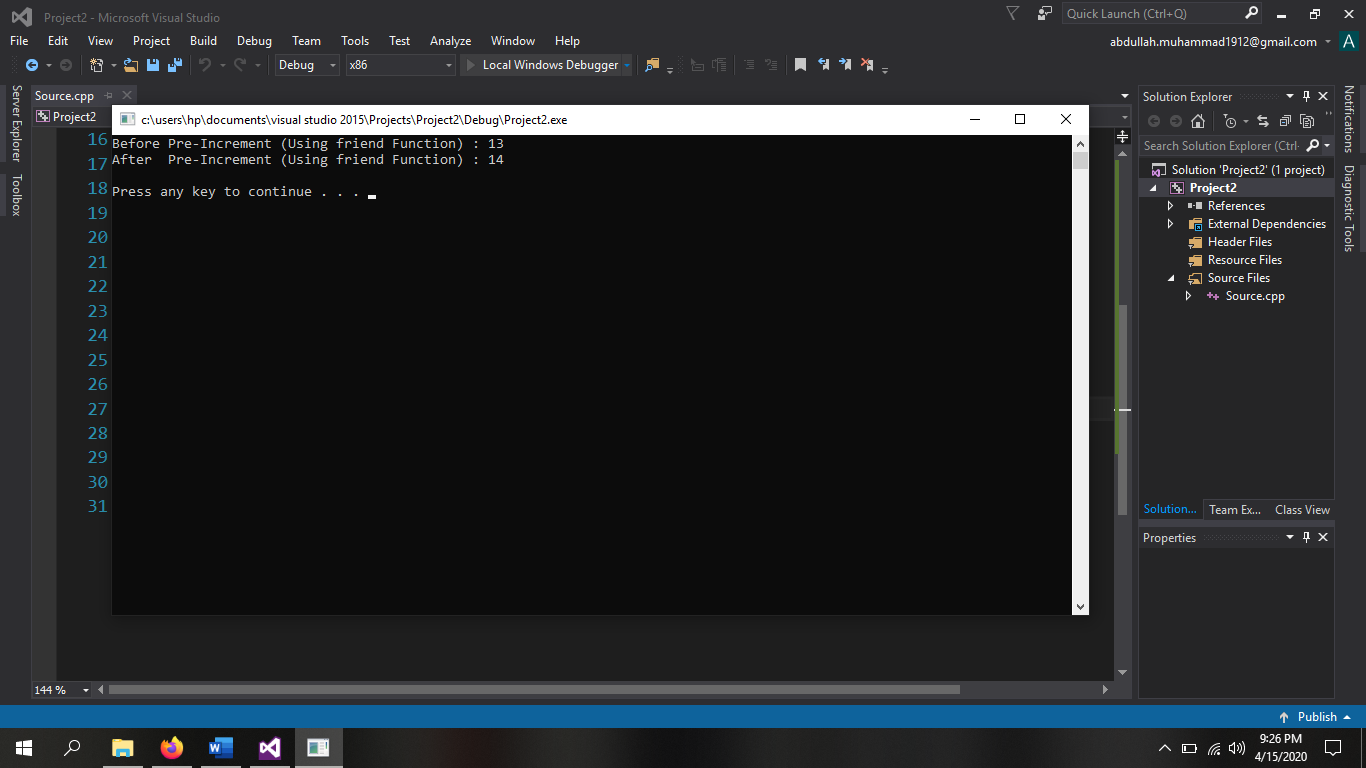 Project2 - Microsoft Visual Studio
Quick Launch (Ctrl+Q)
File Edit View Project Build Debug Team Tools Test Analyze Window Help
abdullah.muhammad1912@gmail.com
A
Debug x86 Local Windows Debugger
Server Explorer
Toolbox
Source.cpp
Project2
c:\users\hp\documents\visual studio 2015\Projects\Project2\Debug\Project2.exe
Before Pre-Increment (Using friend Function) : 13
After  Pre-Increment (Using friend Function) : 14
Press any key to continue . . .
16
17
18
19
20
21
22
23
24
25
26
27
28
29
30
31
144 %
Solution Explorer
Search Solution Explorer (Ctrl
Solution 'Project2' (1 project)
Project2
References
External Dependencies
Header Files
Resource Files
Source Files
Source.cpp
Solution... Team Ex... Class View
Properties
Notifications
Diagnostic Tools
Publish
9:26 PM
4/15/2020